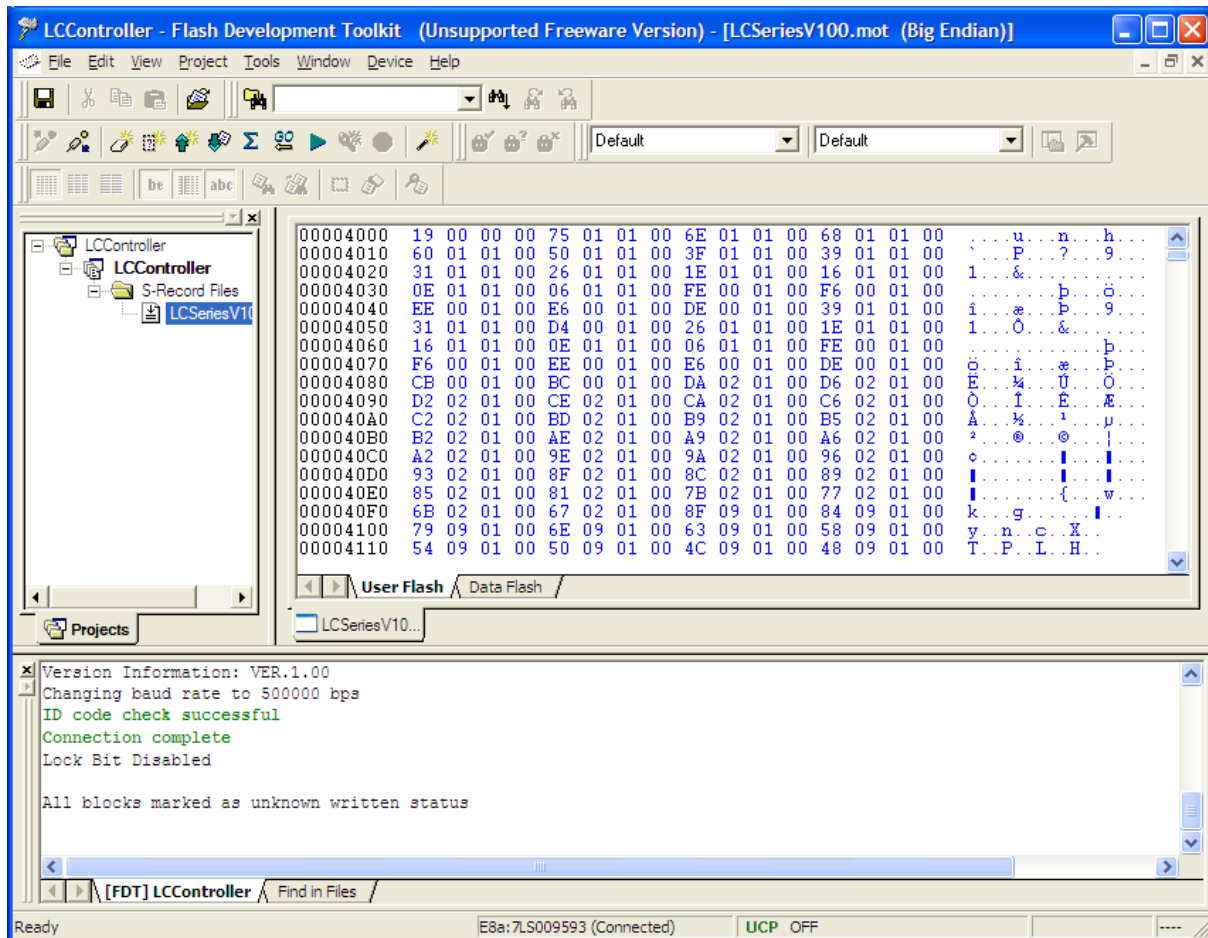 LCController - Flash Development Toolkit (Unsupported Freeware Version) - [LCSeriesV100.mot (Big Endian)]
File Edit View Project Tools Window Device Help
Default Default
be abc
LCController
LCController
S-Record Files
LCSeriesV10
Projects
00004000 19 00 00 00 75 01 01 00 6E 01 01 00 68 01 01 00 ....u...n...h...
00004010 60 01 01 00 50 01 01 00 3F 01 01 00 39 01 01 00 `...P...?...9...
00004020 31 01 01 00 26 01 01 00 1E 01 01 00 16 01 01 00 1...&...........
00004030 0E 01 01 00 06 01 01 00 FE 00 01 00 F6 00 01 00 ........þ...ö...
00004040 EE 00 01 00 E6 00 01 00 DE 00 01 00 39 01 01 00 î...æ...Þ...9...
00004050 31 01 01 00 D4 00 01 00 26 01 01 00 1E 01 01 00 1...Ô...&.......
00004060 16 01 01 00 0E 01 01 00 06 01 01 00 FE 00 01 00 ............þ...
00004070 F6 00 01 00 EE 00 01 00 E6 00 01 00 DE 00 01 00 ö...î...æ...Þ...
00004080 CB 00 01 00 BC 00 01 00 DA 02 01 00 D6 02 01 00 Ë...¼...Ú...Ö...
00004090 D2 02 01 00 CE 02 01 00 CA 02 01 00 C6 02 01 00 Ò...Î...Ê...Æ...
000040A0 C2 02 01 00 BD 02 01 00 B9 02 01 00 B5 02 01 00 Â...½...¹...µ...
000040B0 B2 02 01 00 AE 02 01 00 A9 02 01 00 A6 02 01 00 ²...®...©...¦...
000040C0 A2 02 01 00 9E 02 01 00 9A 02 01 00 96 02 01 00 ¢.......▌...▌...
000040D0 93 02 01 00 8F 02 01 00 8C 02 01 00 89 02 01 00 ▌.......▌...▌...
000040E0 85 02 01 00 81 02 01 00 7B 02 01 00 77 02 01 00 ▌.......{...w...
000040F0 6B 02 01 00 67 02 01 00 8F 09 01 00 84 09 01 00 k...g.......▌..
00004100 79 09 01 00 6E 09 01 00 63 09 01 00 58 09 01 00 y..n..c..X..
00004110 54 09 01 00 50 09 01 00 4C 09 01 00 48 09 01 00 T..P..L..H..
User Flash Data Flash
LCSeriesV10...
Version Information: VER.1.00
Changing baud rate to 500000 bps
ID code check successful
Connection complete
Lock Bit Disabled
All blocks marked as unknown written status
[FDT] LCController Find in Files
Ready E8a:7LS009593 (Connected) UCP OFF ----